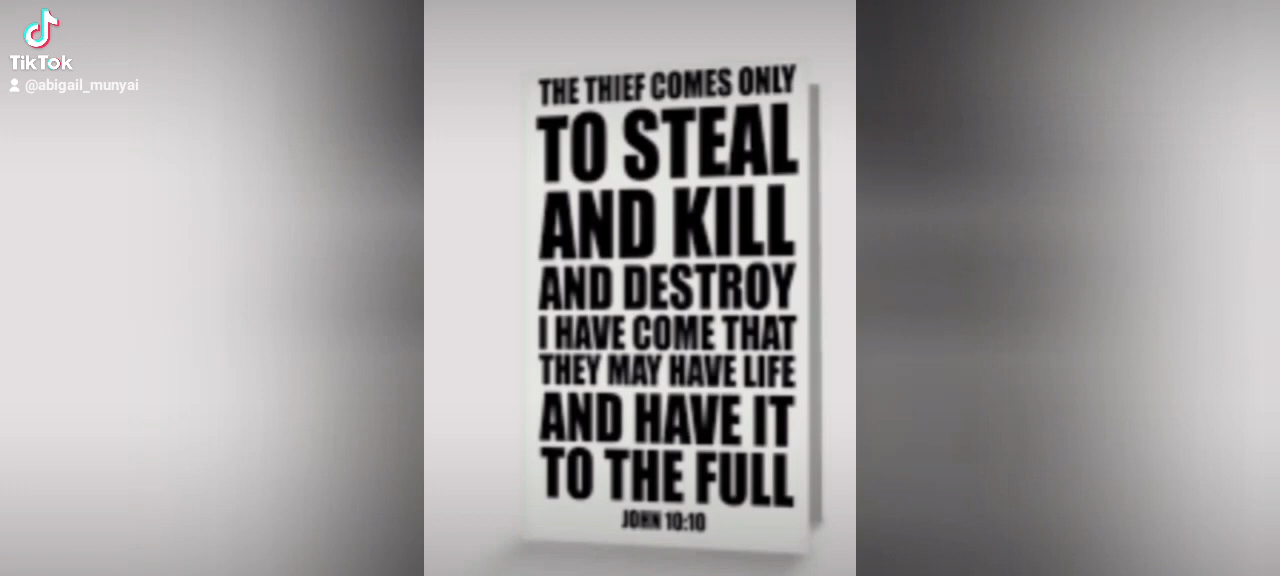 TikTok
@abigail_munyai
THE THIEF COMES ONLY
TO STEAL
AND KILL
AND DESTROY
I HAVE COME THAT
THEY MAY HAVE LIFE
AND HAVE IT
TO THE FULL
JOHN 10:10